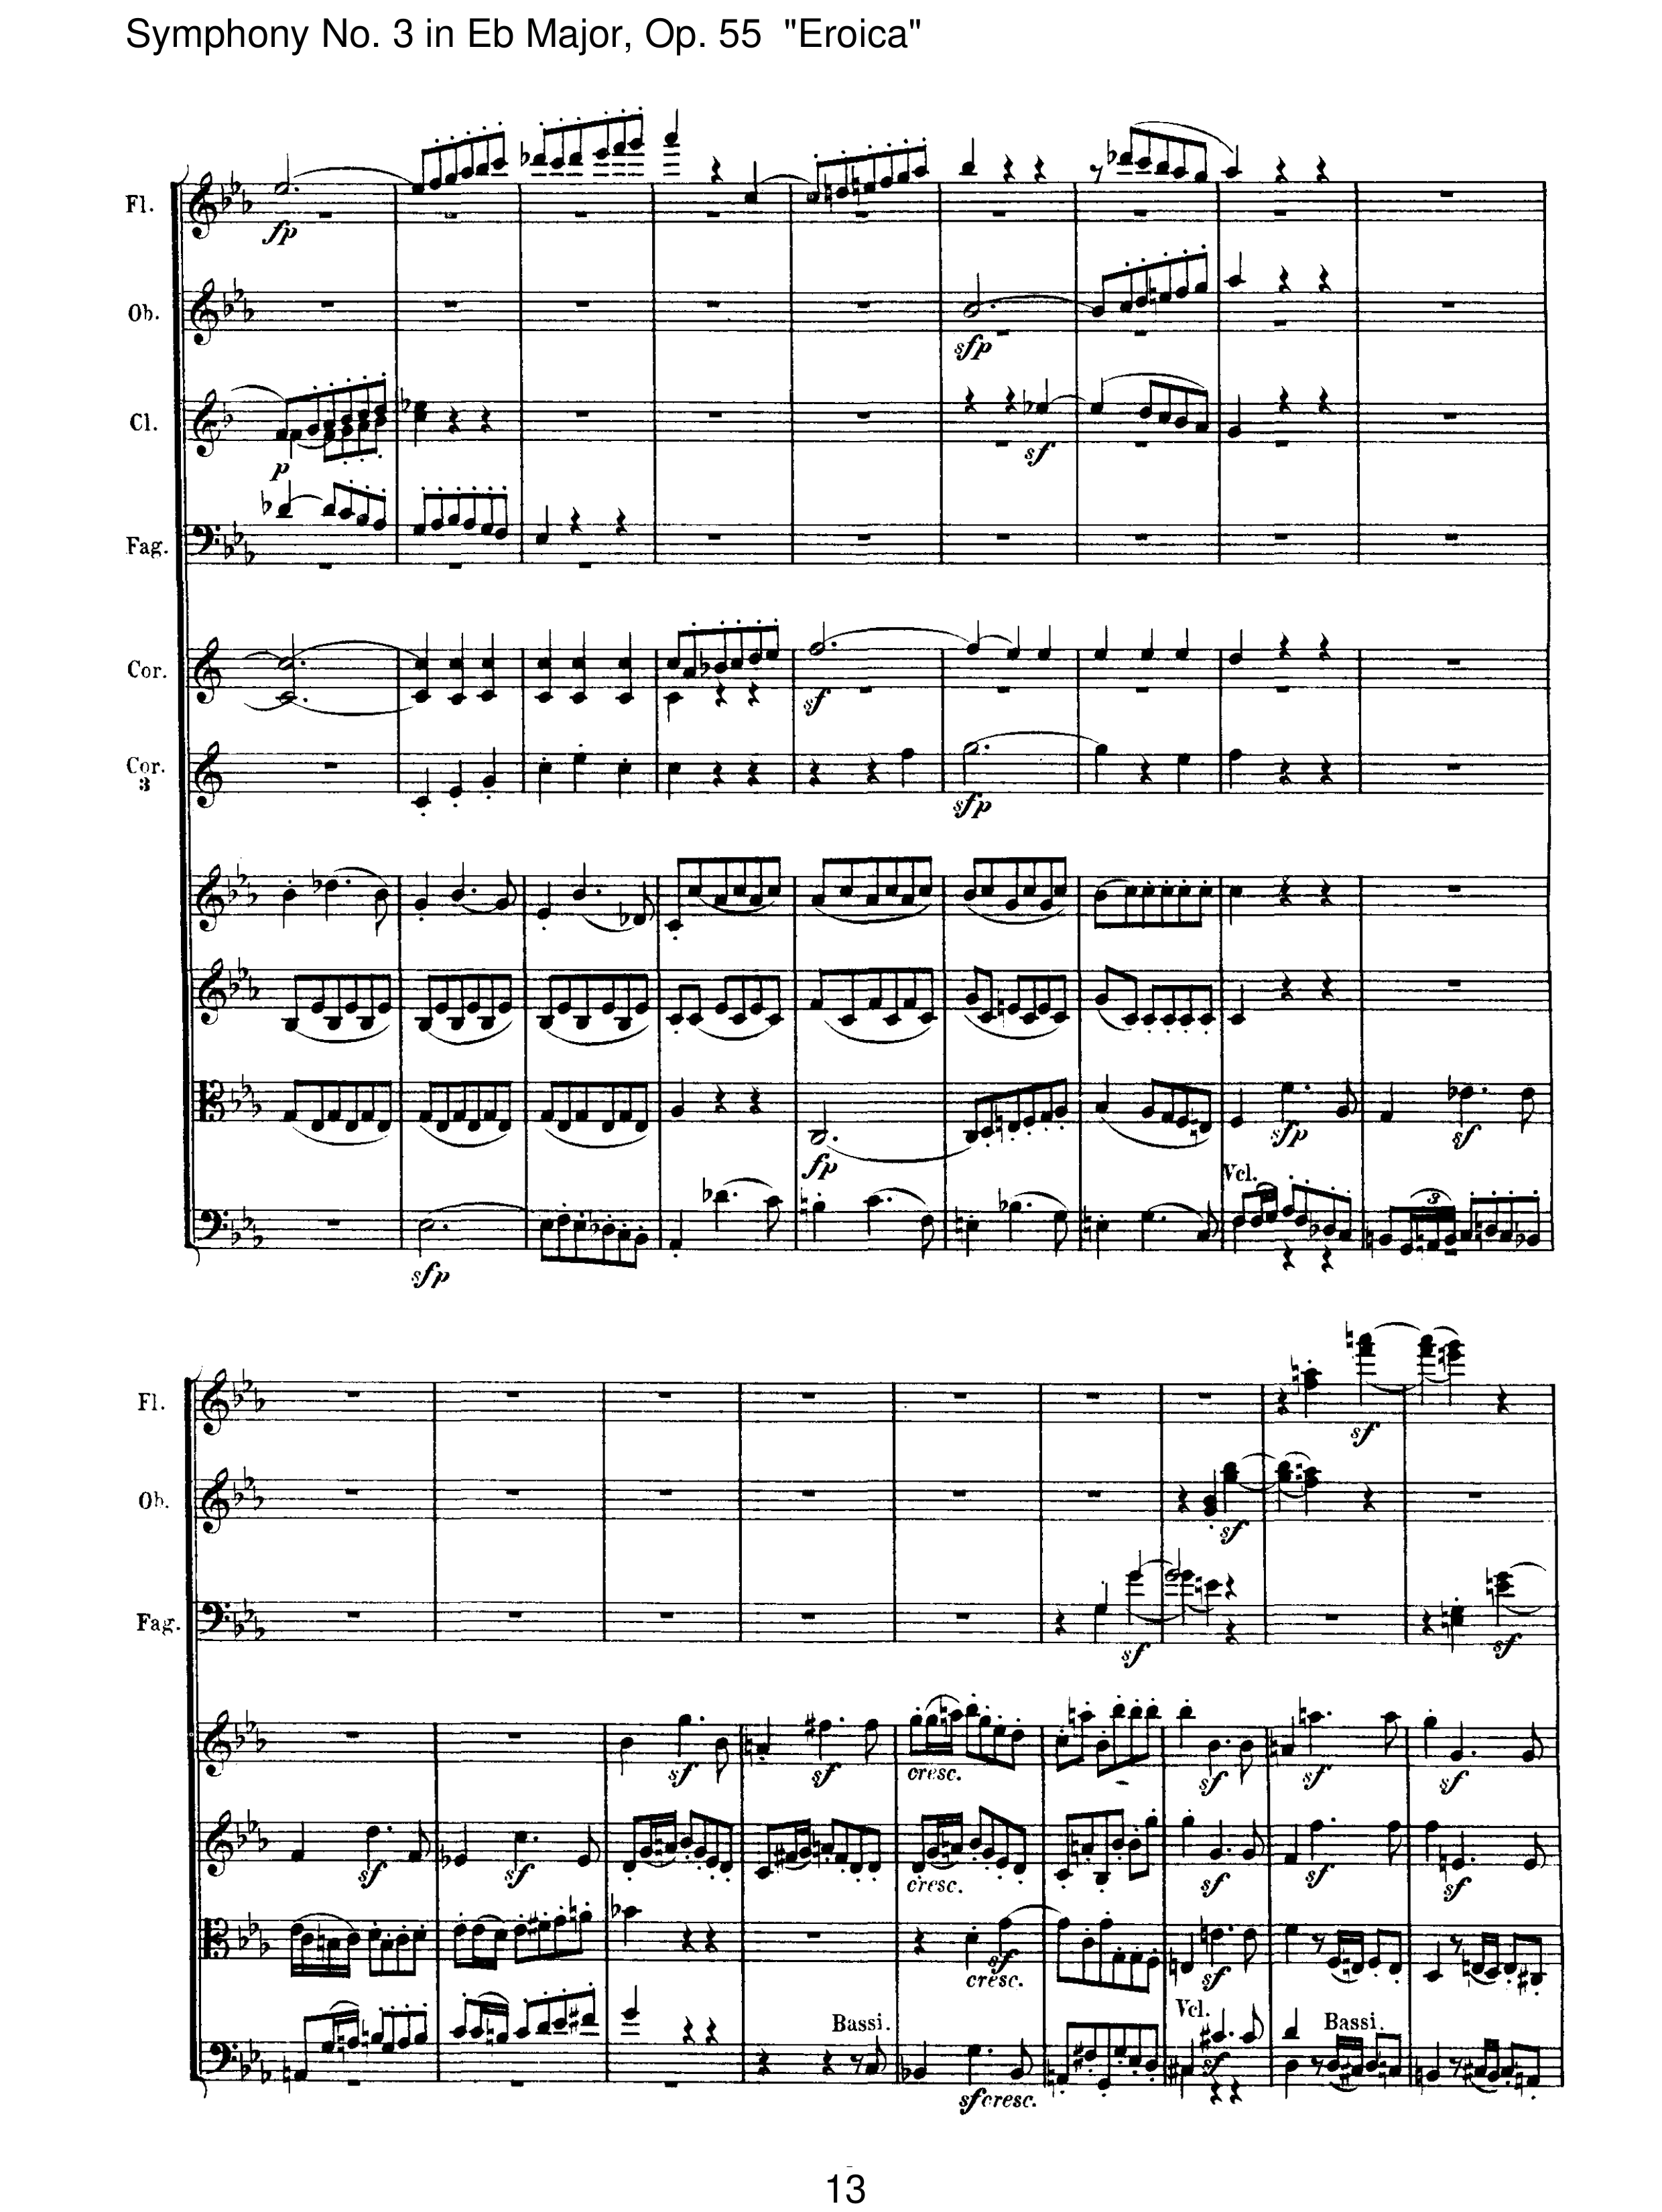 Symphony No. 3 in Eb Major, Op. 55 "Eroica"
Fl.
fp
Ob.
sfp
Cl.
p
sf
Fag.
Cor.
sf
Cor.
3
sfp
fp
sfp
sf
Vcl.
3
sfp
Fl.
sf
Ob.
sf
Fag.
sf
sf
sf
sf
cresc.
sf
sf
sf
sf
sf
cresc.
sf
sf
sf
sf
cresc.
sf
Vcl.
Bassi.
sf
Bassi.
sfcresc.
13